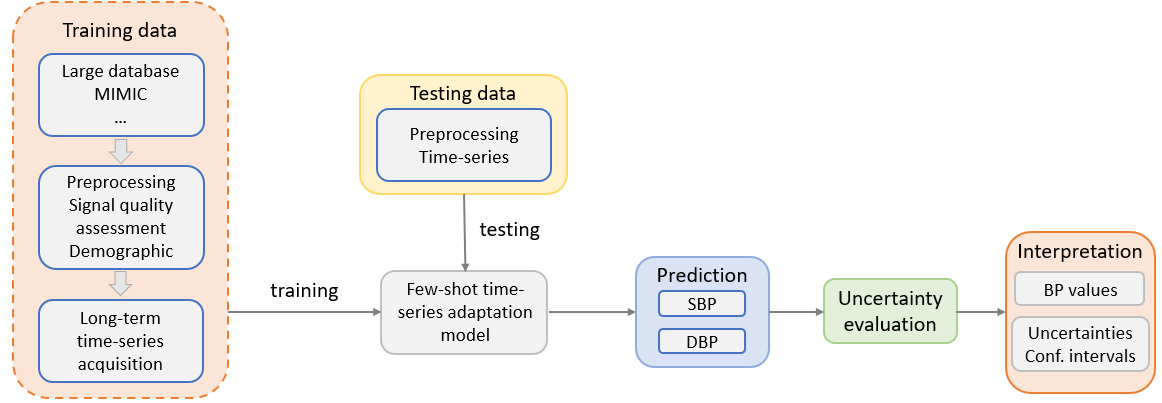 Training data
Large database
MIMIC
...
Preprocessing
Signal quality
assessment
Demographic
Long-term
time-series
acquisition
training
Testing data
Preprocessing
Time-series
testing
Few-shot time-
series adaptation
model
Prediction
SBP
DBP
Uncertainty
evaluation
Interpretation
BP values
Uncertainties
Conf. intervals